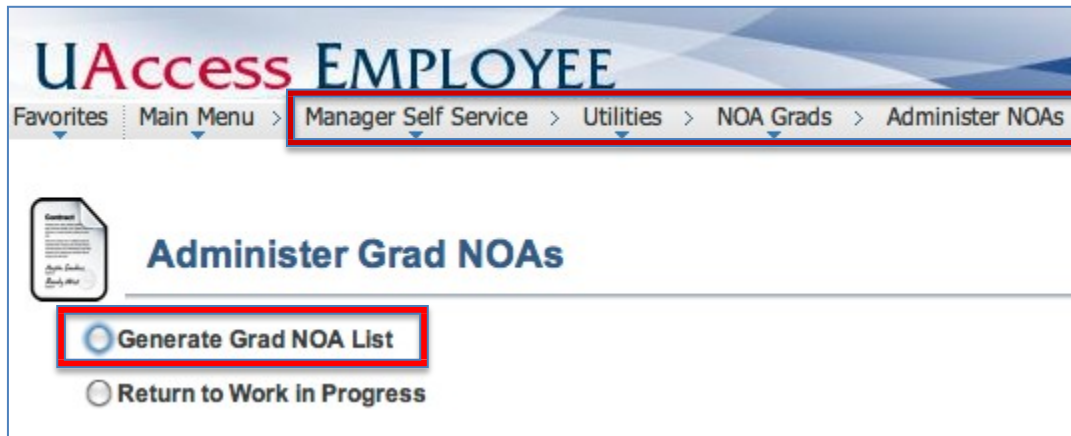 UAccess EMPLOYEE
Favorites Main Menu > Manager Self Service > Utilities > NOA Grads > Administer NOAs
Contract
Administer Grad NOAs
Generate Grad NOA List
Return to Work in Progress